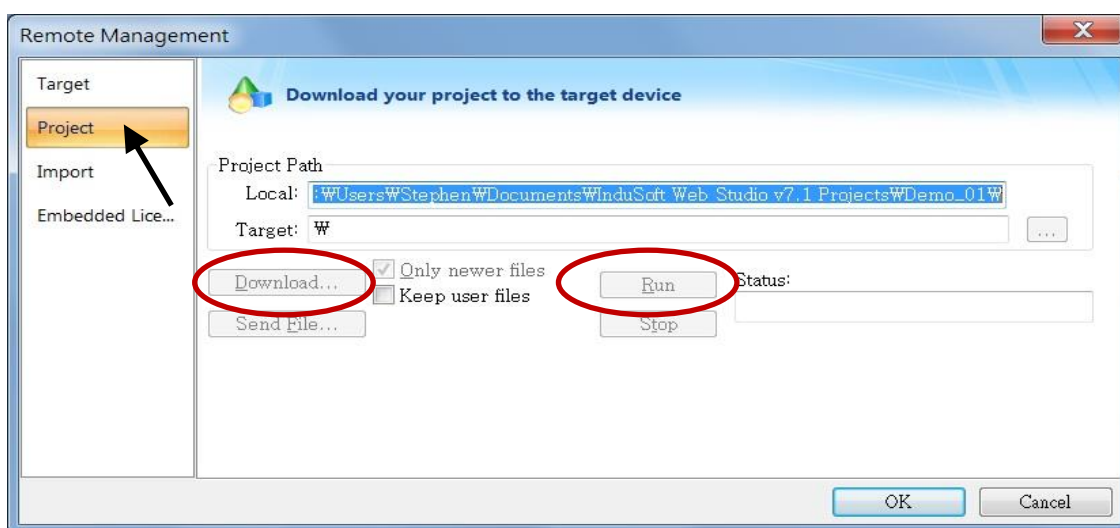 Remote Management
Target
Project
Import
Embedded Lice...
Download your project to the target device
Project Path
Local: :₩Users₩Stephen₩Documents₩InduSoft Web Studio v7.1 Projects₩Demo_01₩
Target: ₩
...
Download...
Only newer files
Keep user files
Send File...
Run
Stop
Status:
OK
Cancel